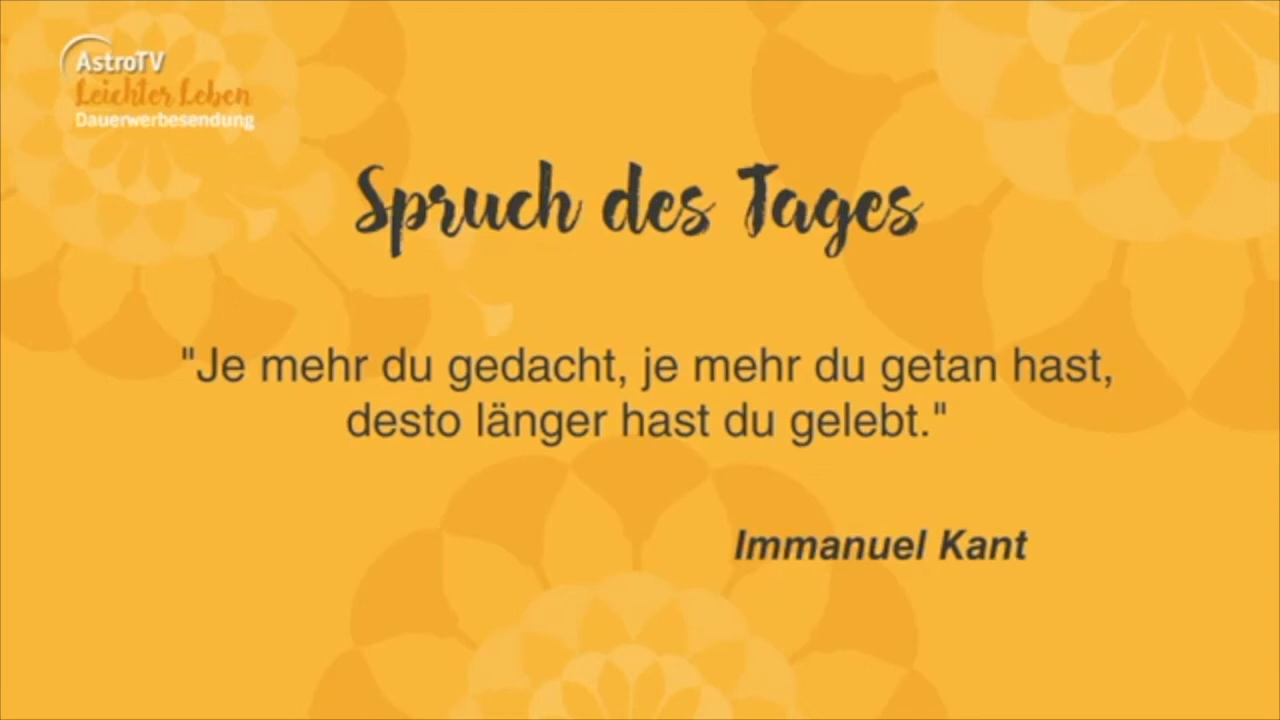 AstroTV
Leichter Leben
Dauerwerbesendung
Spruch des Tages
"Je mehr du gedacht, je mehr du getan hast,
desto länger hast du gelebt."
Immanuel Kant